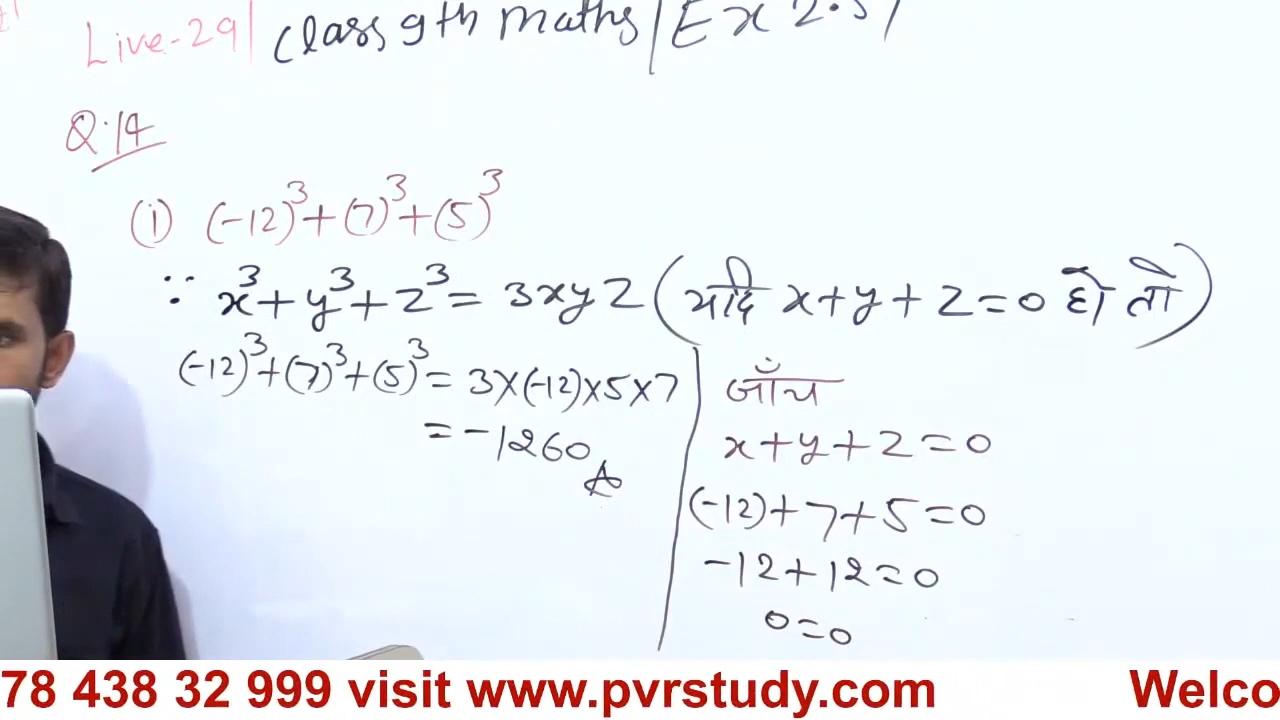 Live-29| Class 9th maths | Ex 2.5 |
Q.14
(i) (-12)³+(7)³+(5)³
∵ x³+y³+z³=3xyz (यदि x+y+z=0 हो तो)
(-12)³+(7)³+(5)³=3×(-12)×5×7
=-1260 A
जाँच
x+y+z=0
(-12)+7+5=0
-12+12=0
0=0
78 438 32 999 visit www.pvrstudy.com Welco